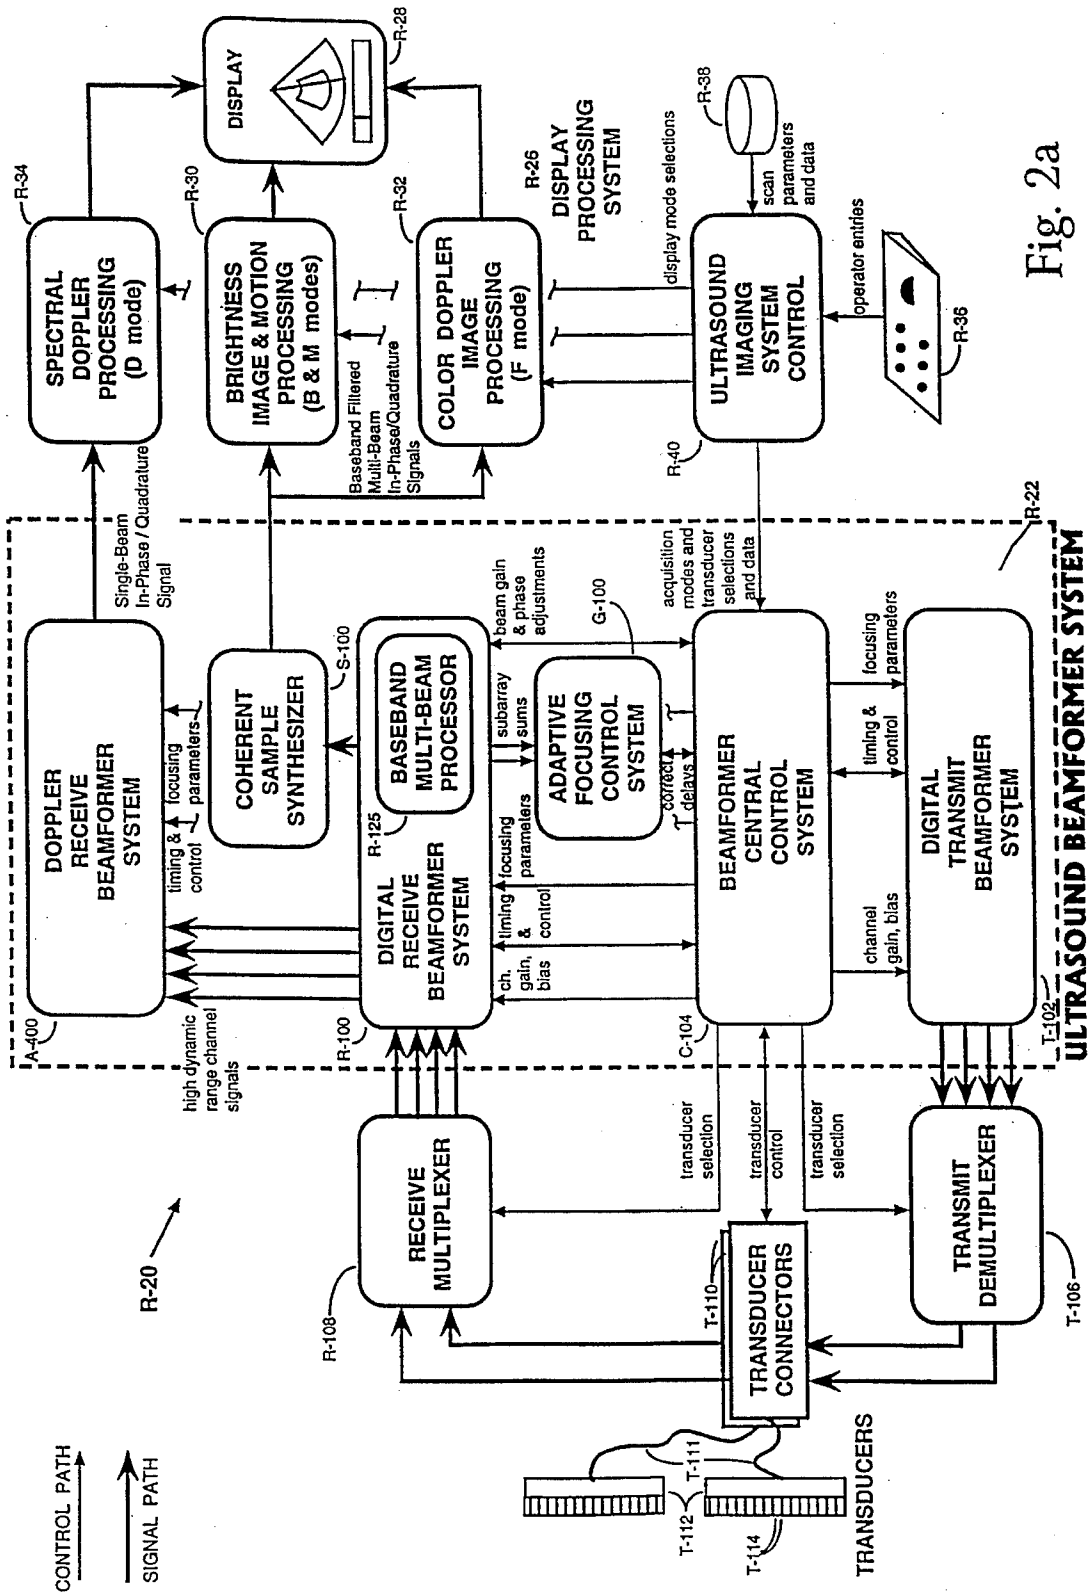 CONTROL PATH
SIGNAL PATH
R-20
TRANSDUCERS
T-114
T-112
T-111
T-110
TRANSDUCER
CONNECTORS
R-108
RECEIVE
MULTIPLEXER
T-106
TRANSMIT
DEMULTIPLEXER
transducer
selection
transducer
control
transducer
selection
high dynamic
range channel
signals
A-400
DOPPLER
RECEIVE
BEAMFORMER
SYSTEM
timing &
control
focusing
parameters
COHERENT
SAMPLE
SYNTHESIZER
S-100
R-100
DIGITAL
RECEIVE
BEAMFORMER
SYSTEM
R-125
BASEBAND
MULTI-BEAM
PROCESSOR
ch.
gain,
bias
timing
&
control
focusing
parameters
subarray
sums
beam gain
& phase
adjustments
ADAPTIVE
FOCUSING
CONTROL
SYSTEM
G-100
correct
delays
C-104
BEAMFORMER
CENTRAL
CONTROL
SYSTEM
acquisition
modes and
transducer
selections
and data
channel
gain, bias
timing &
control
focusing
parameters
T-102
DIGITAL
TRANSMIT
BEAMFORMER
SYSTEM
R-22
ULTRASOUND BEAMFORMER SYSTEM
Single-Beam
In-Phase / Quadrature
Signal
SPECTRAL
DOPPLER
PROCESSING
(D mode)
R-34
BRIGHTNESS
IMAGE & MOTION
PROCESSING
(B & M modes)
R-30
Baseband Filtered
Multi-Beam
In-Phase/Quadrature
Signals
COLOR DOPPLER
IMAGE
PROCESSING
(F mode)
R-32
R-26
DISPLAY
PROCESSING
SYSTEM
DISPLAY
R-28
display mode selections
R-40
ULTRASOUND
IMAGING
SYSTEM
CONTROL
scan
parameters
and data
R-38
operator entries
R-36
Fig. 2a